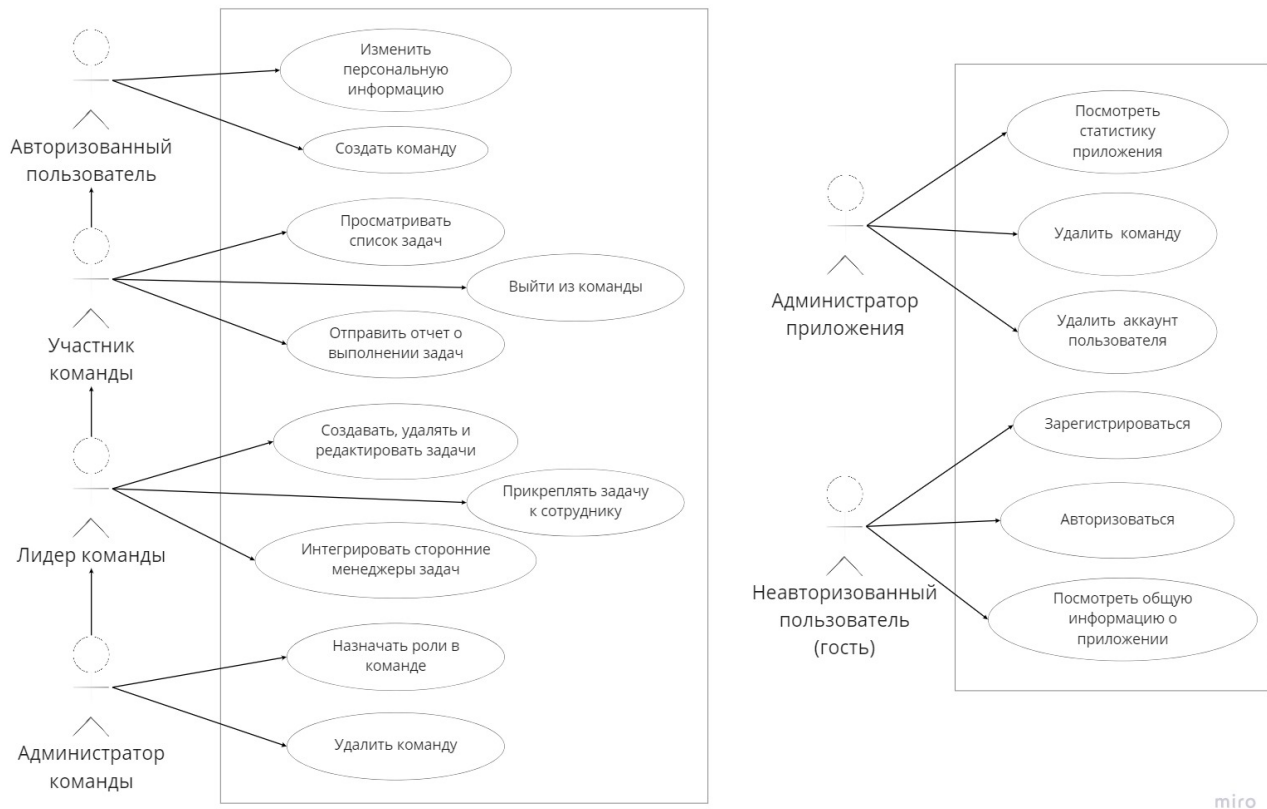 Изменить
персональную
информацию
Создать команду
Авторизованный
пользователь
Просматривать
список задач
Выйти из команды
Отправить отчет о
выполнении задач
Участник
команды
Создавать, удалять и
редактировать задачи
Прикреплять задачу
к сотруднику
Интегрировать сторонние
менеджеры задач
Лидер команды
Назначать роли в
команде
Удалить команду
Администратор
команды
Посмотреть
статистику
приложения
Удалить команду
Администратор
приложения
Удалить аккаунт
пользователя
Зарегистрироваться
Авторизоваться
Неавторизованный
пользователь
(гость)
Посмотреть общую
информацию о
приложении
miro